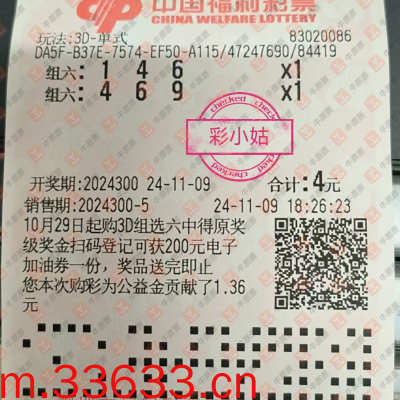 中国福利彩票
CHINA WELFARE LOTTERY
玩法:3D-单式 83020086
DA5F-B37E-7574-EF50-A115/47247690/84419
组六: 1 4 6 x1
组六: 4 6 9 x1
checked
彩小姑
checked
开奖期:2024300 24-11-09 合计:4元
销售期:2024300-5 24-11-09 18:26:23
10月29日起购3D组选六中得原奖
级奖金扫码登记可获200元电子
加油券一份，奖品送完即止
您本次购彩为公益金贡献了1.36
元
m.33633.cn